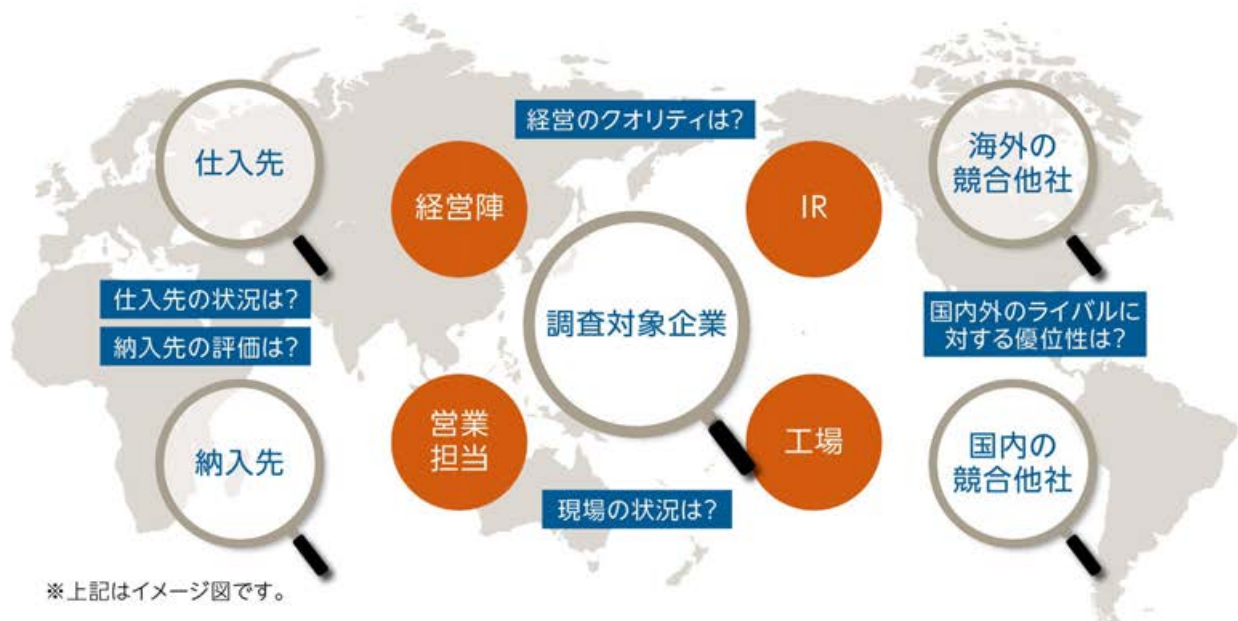 経営のクオリティは?
仕入先
経営陣
IR
海外の
競合他社
仕入先の状況は?
納入先の評価は?
調査対象企業
国内外のライバルに
対する優位性は?
納入先
営業
担当
工場
国内の
競合他社
現場の状況は?
※上記はイメージ図です。